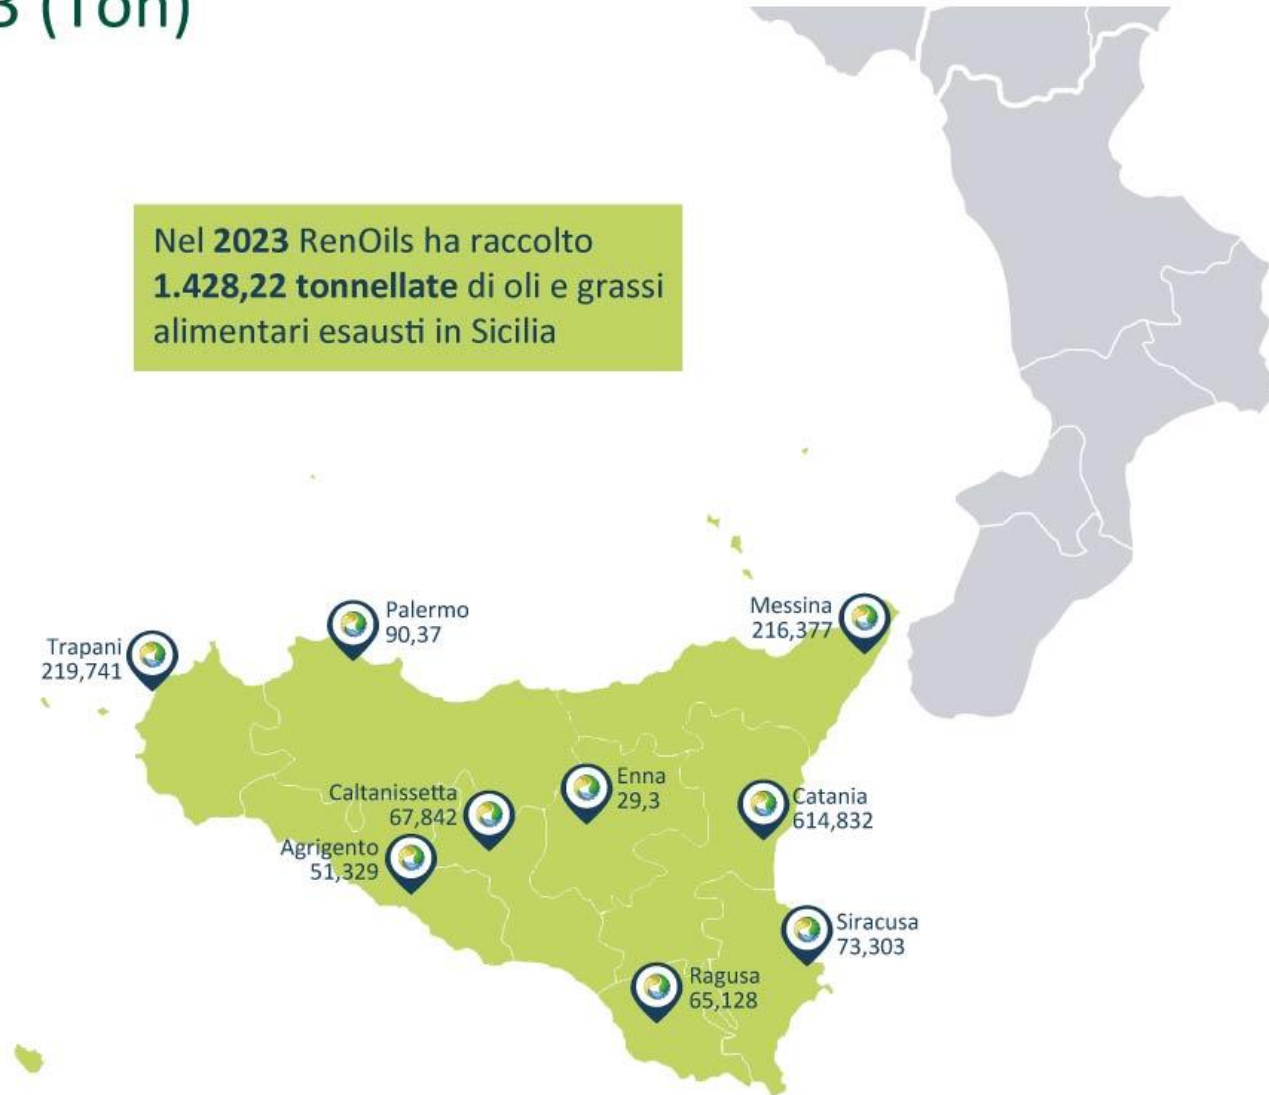 3 (Ton)
Nel 2023 RenOils ha raccolto
1.428,22 tonnellate di oli e grassi
alimentari esausti in Sicilia
Palermo
90,37
Messina
216,377
Trapani
219,741
Enna
29,3
Caltanissetta
67,842
Catania
614,832
Agrigento
51,329
Siracusa
73,303
Ragusa
65,128